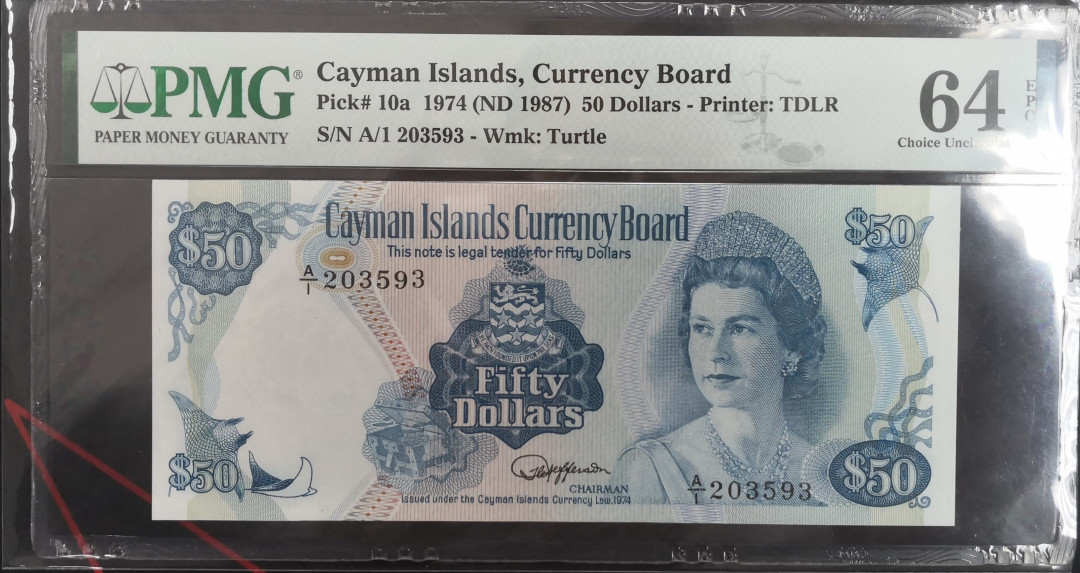 PMG®
PAPER MONEY GUARANTY
Cayman Islands, Currency Board
Pick# 10a 1974 (ND 1987) 50 Dollars - Printer: TDLR
S/N A/1 203593 - Wmk: Turtle
64
Choice
E
P
Q
$50
Cayman Islands Currency Board
$50
This note is legal tender for Fifty Dollars
A/1 203593
Fifty
Dollars
$50
CHAIRMAN
A/1 203593
$50
Issued under the Cayman Islands Currency Law.1974